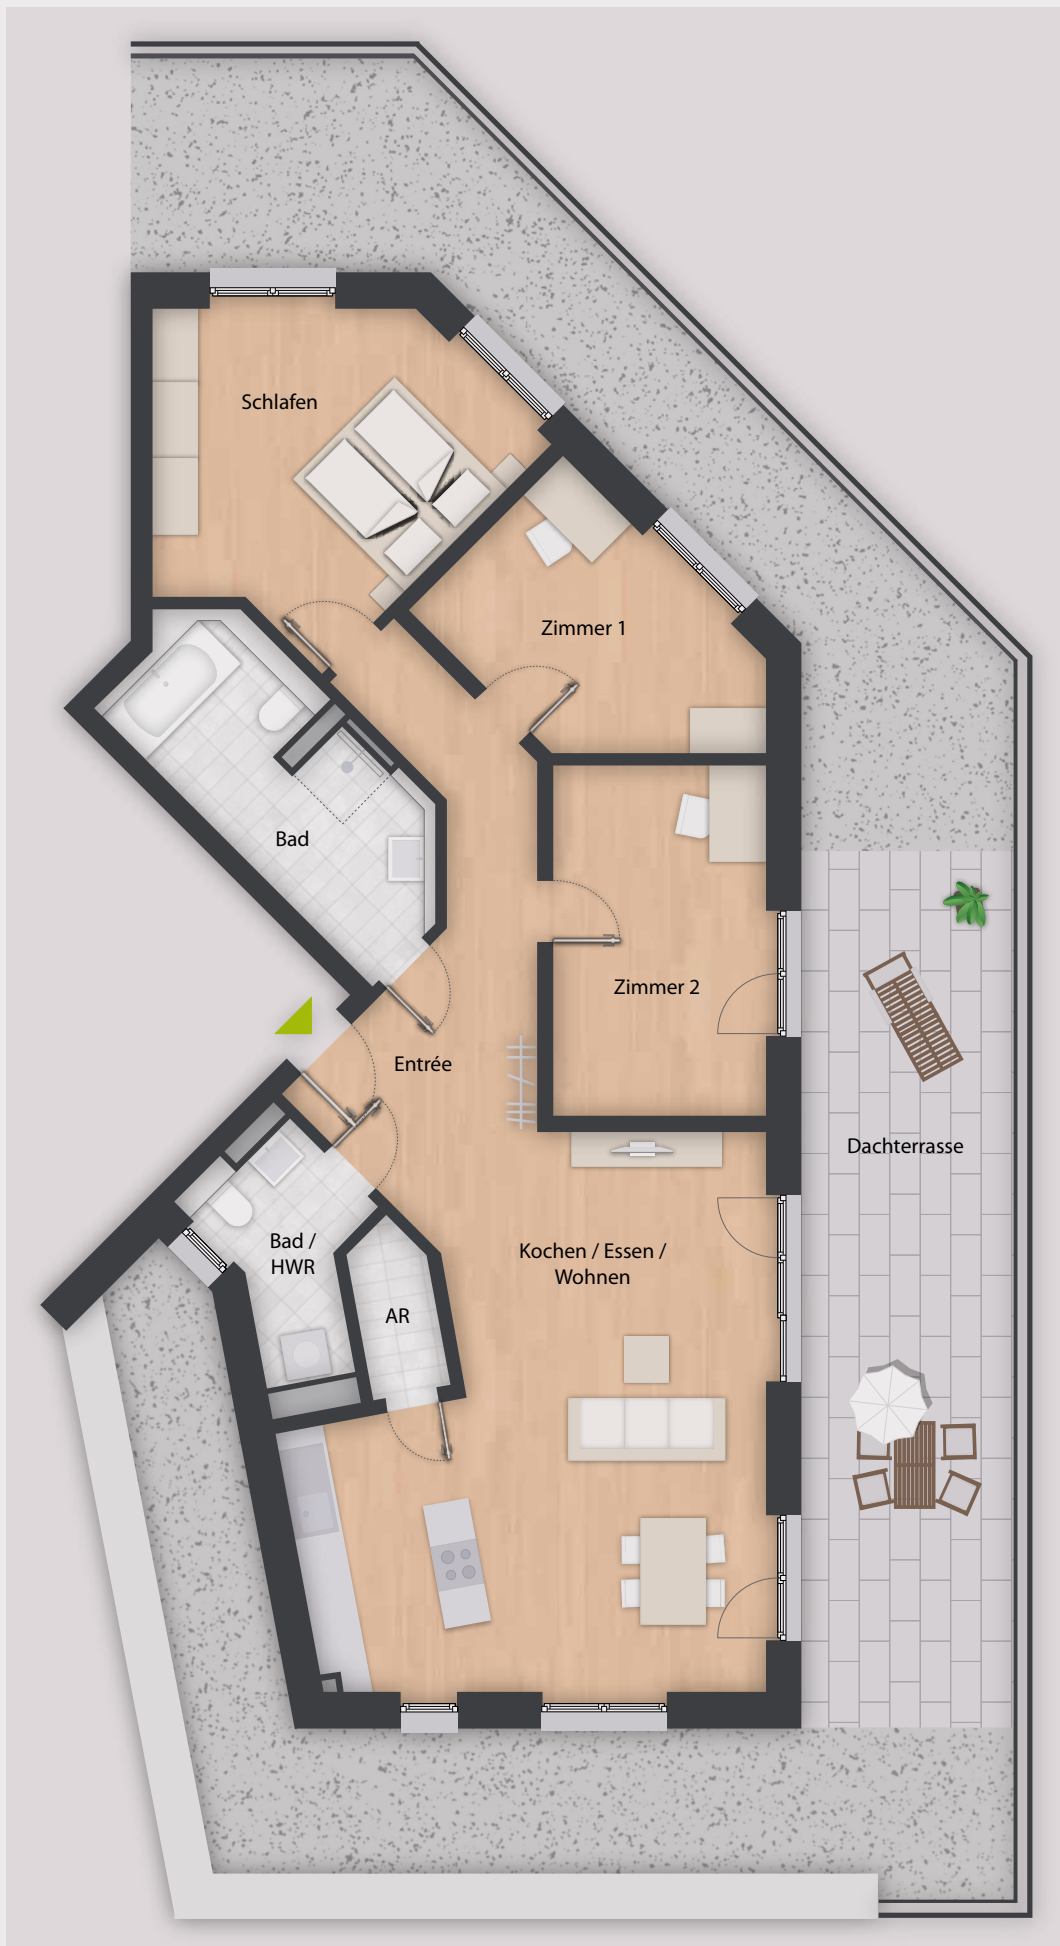 Schlafen
Zimmer 1
Bad
Zimmer 2
Entrée
Dachterrasse
Bad /
HWR
Kochen / Essen /
Wohnen
AR